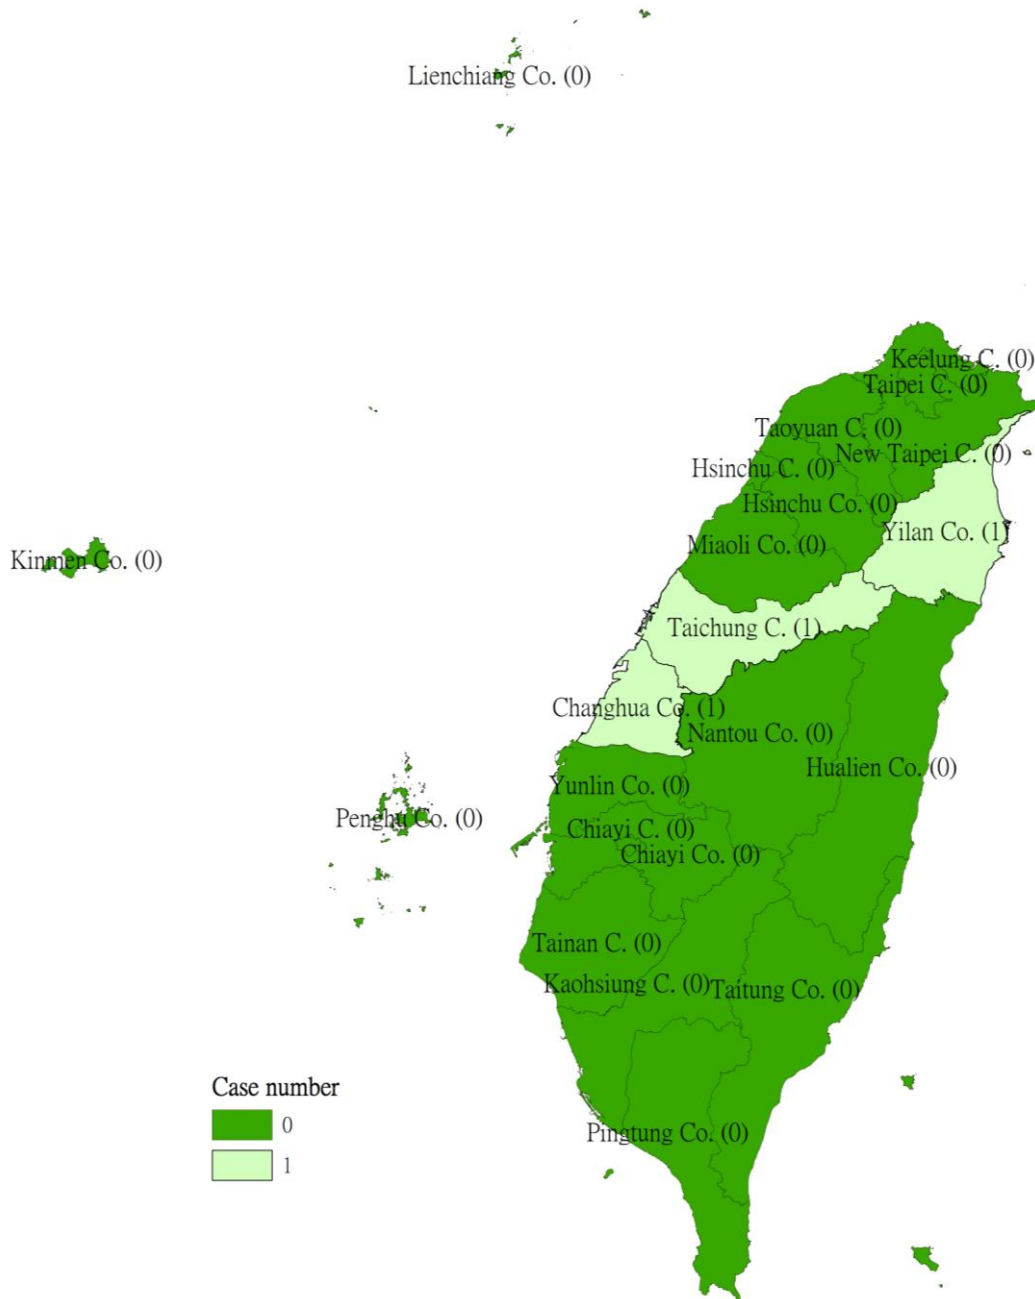 Lienchiang Co. (0)
Keelung C. (0)
Taipei C. (0)
Taoyuan C. (0)
New Taipei C. (0)
Hsinchu C. (0)
Hsinchu Co. (0)
Yilan Co. (1)
Miaoli Co. (0)
Kinmen Co. (0)
Taichung C. (1)
Changhua Co. (1)
Nantou Co. (0)
Hualien Co. (0)
Yunlin Co. (0)
Penghu Co. (0)
Chiayi C. (0)
Chiayi Co. (0)
Tainan C. (0)
Kaohsiung C. (0)
Taitung Co. (0)
Pingtung Co. (0)
Case number
0
1